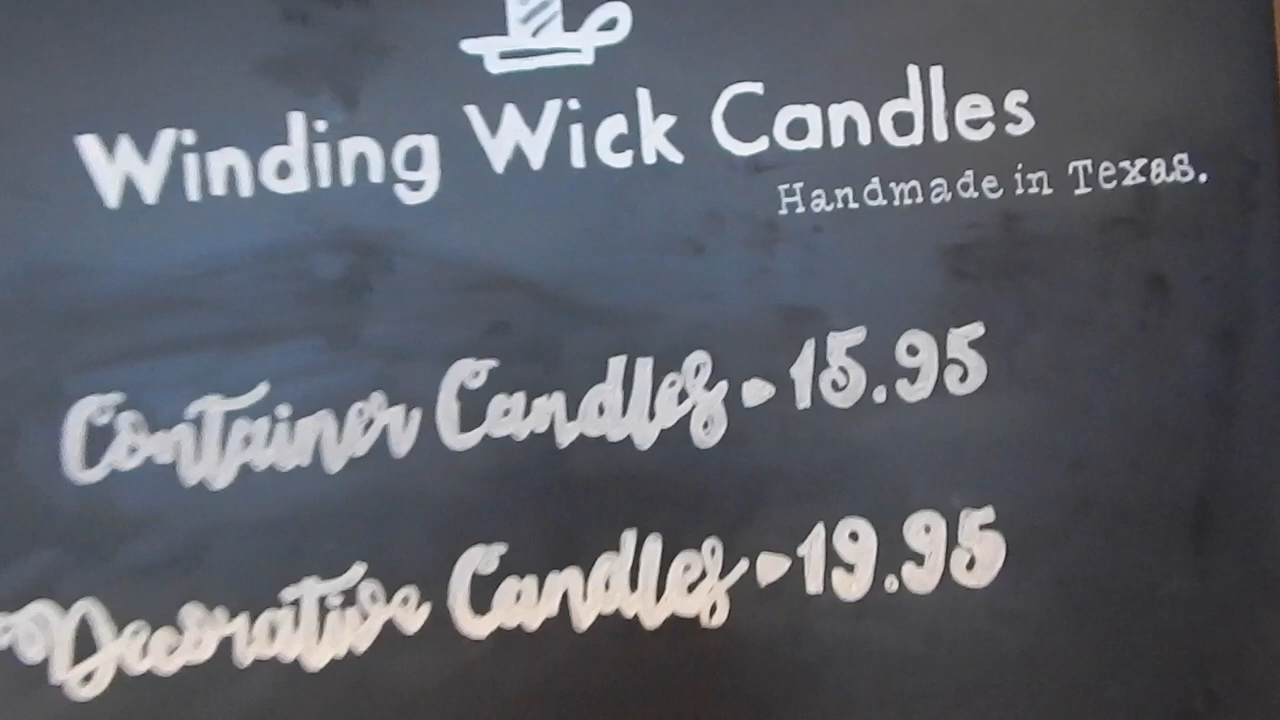 Winding Wick Candles
Handmade in Texas.
Container Candles - 15.95
Decorative Candles - 19.95